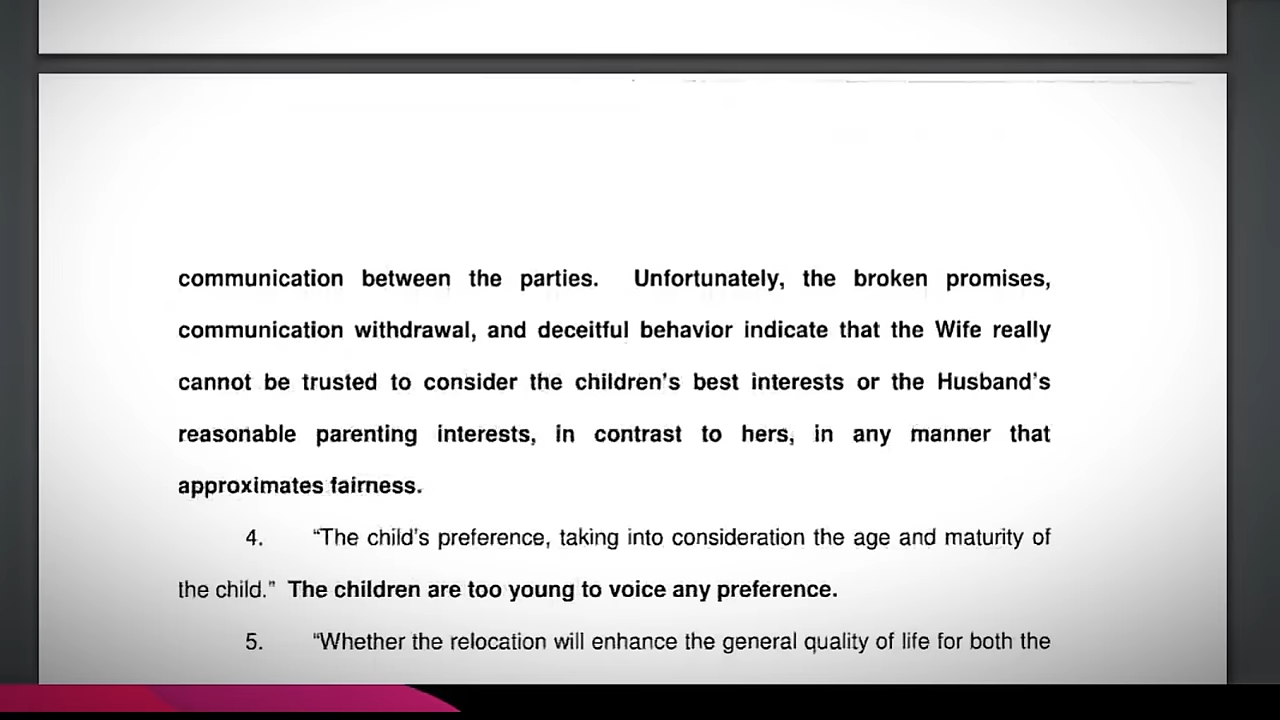 communication between the parties. Unfortunately, the broken promises,
communication withdrawal, and deceitful behavior indicate that the Wife really
cannot be trusted to consider the children's best interests or the Husband's
reasonable parenting interests, in contrast to hers, in any manner that
approximates fairness.
4. "The child's preference, taking into consideration the age and maturity of
the child." The children are too young to voice any preference.
5. "Whether the relocation will enhance the general quality of life for both the